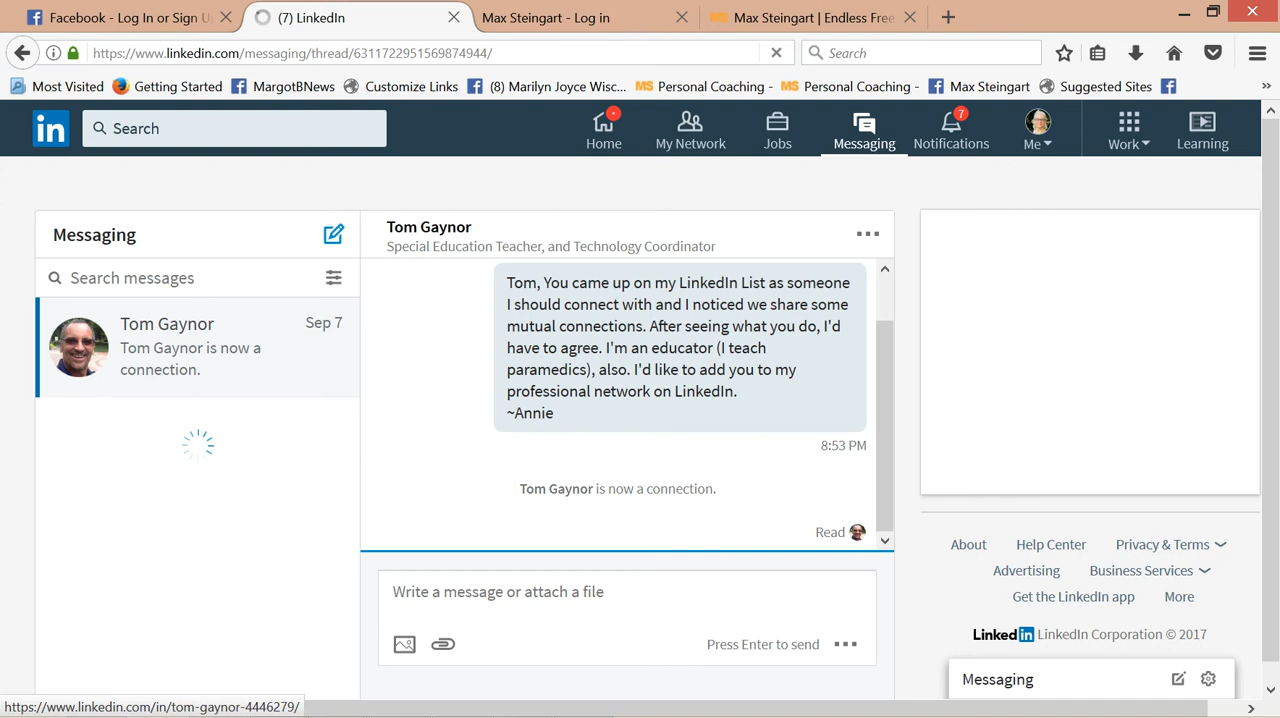 Facebook - Log In or Sign U
(7) LinkedIn
Max Steingart - Log in
MS Max Steingart | Endless Free
https://www.linkedin.com/messaging/thread/6311722951569874944/
Search
Most Visited
Getting Started
MargotBNews
Customize Links
(8) Marilyn Joyce Wisc...
MS Personal Coaching -
MS Personal Coaching -
Max Steingart
Suggested Sites
in
Search
Home
My Network
Jobs
Messaging
7
Notifications
Me
Work
Learning
Messaging
Search messages
Tom Gaynor
Sep 7
Tom Gaynor is now a
connection.
Tom Gaynor
Special Education Teacher, and Technology Coordinator
Tom, You came up on my LinkedIn List as someone
I should connect with and I noticed we share some
mutual connections. After seeing what you do, I'd
have to agree. I'm an educator (I teach
paramedics), also. I'd like to add you to my
professional network on LinkedIn.
~Annie
8:53 PM
Tom Gaynor is now a connection.
Read
Write a message or attach a file
Press Enter to send
About Help Center Privacy & Terms
Advertising Business Services
Get the LinkedIn app More
Linked in LinkedIn Corporation © 2017
Messaging
https://www.linkedin.com/in/tom-gaynor-4446279/